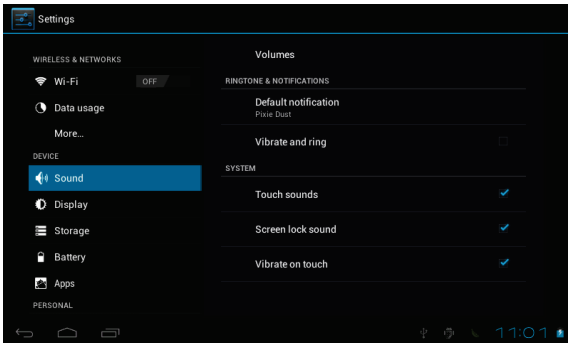 Settings
WIRELESS & NETWORKS
Wi-Fi OFF
Data usage
More...
DEVICE
Sound
Display
Storage
Battery
Apps
PERSONAL
Volumes
RINGTONE & NOTIFICATIONS
Default notification
Pixie Dust
Vibrate and ring
SYSTEM
Touch sounds
Screen lock sound
Vibrate on touch
11:01